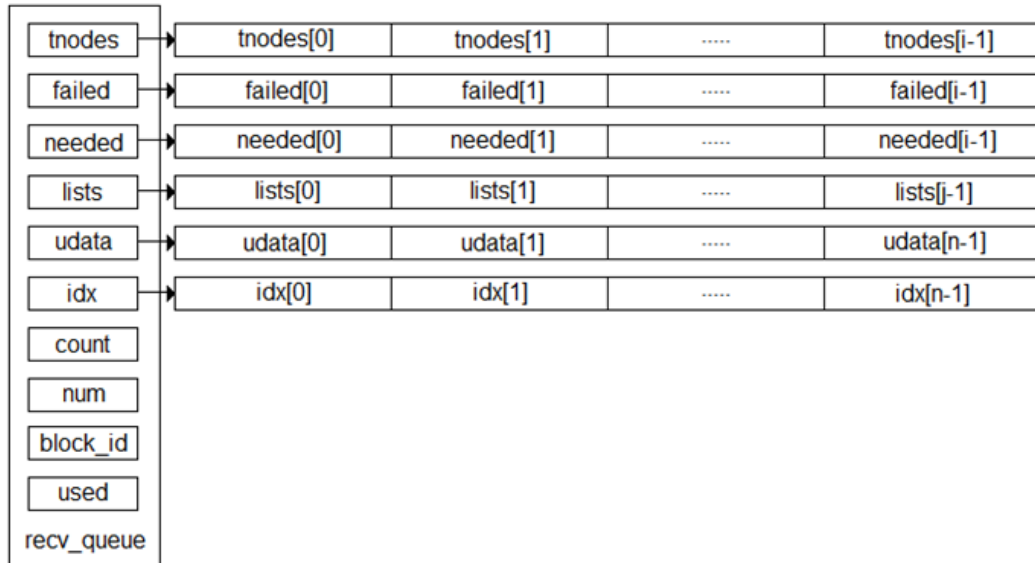 tnodes tnodes[0] tnodes[1] ----- tnodes[i-1]
failed failed[0] failed[1] ----- failed[i-1]
needed needed[0] needed[1] ----- needed[i-1]
lists lists[0] lists[1] ----- lists[j-1]
udata udata[0] udata[1] ----- udata[n-1]
idx idx[0] idx[1] ----- idx[n-1]
count
num
block_id
used
recv_queue